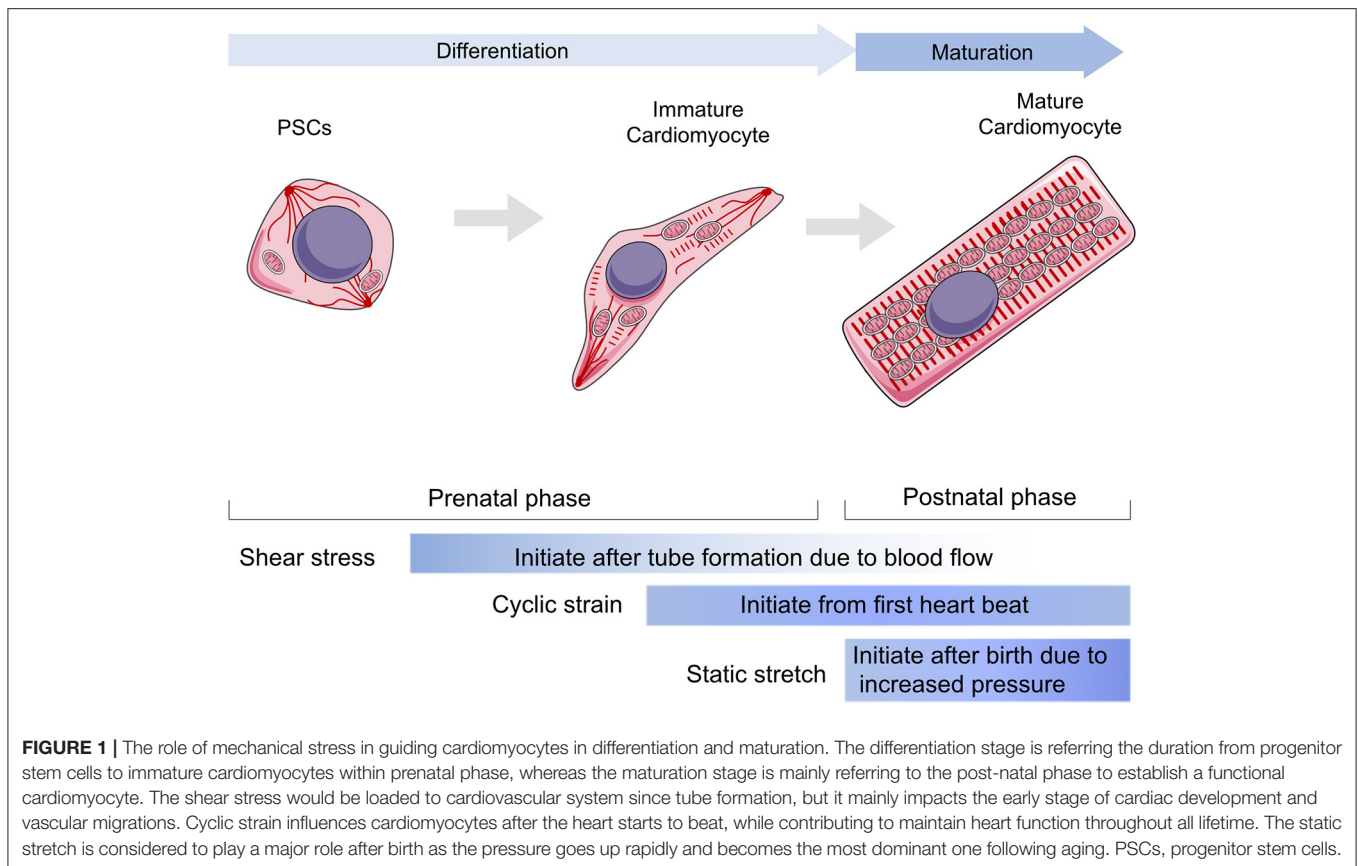 Differentiation
Maturation
PSCs
Immature
Cardiomyocyte
Mature
Cardiomyocyte
Prenatal phase
Postnatal phase
Shear stress
Initiate after tube formation due to blood flow
Cyclic strain
Initiate from first heart beat
Static stretch
Initiate after birth due to
increased pressure
FIGURE 1 | The role of mechanical stress in guiding cardiomyocytes in differentiation and maturation. The differentiation stage is referring the duration from progenitor
stem cells to immature cardiomyocytes within prenatal phase, whereas the maturation stage is mainly referring to the post-natal phase to establish a functional
cardiomyocyte. The shear stress would be loaded to cardiovascular system since tube formation, but it mainly impacts the early stage of cardiac development and
vascular migrations. Cyclic strain influences cardiomyocytes after the heart starts to beat, while contributing to maintain heart function throughout all lifetime. The static
stretch is considered to play a major role after birth as the pressure goes up rapidly and becomes the most dominant one following aging. PSCs, progenitor stem cells.